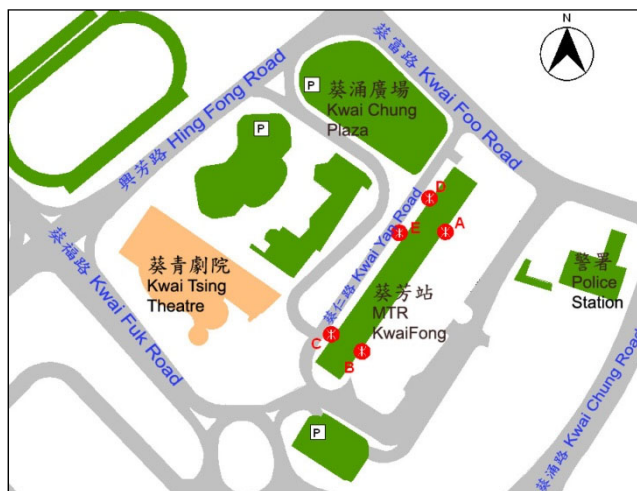 N
葵富路 Kwai Foo Road
興芳路 Hing Fong Road
P
葵涌廣場
Kwai Chung
Plaza
P
D
A
E
葵仁路 Kwai Yan Road
葵青劇院
Kwai Tsing
Theatre
葵福路 Kwai Fuk Road
警署
Police
Station
葵芳站
MTR
KwaiFong
C
B
P
葵涌路 Kwai Chung Road